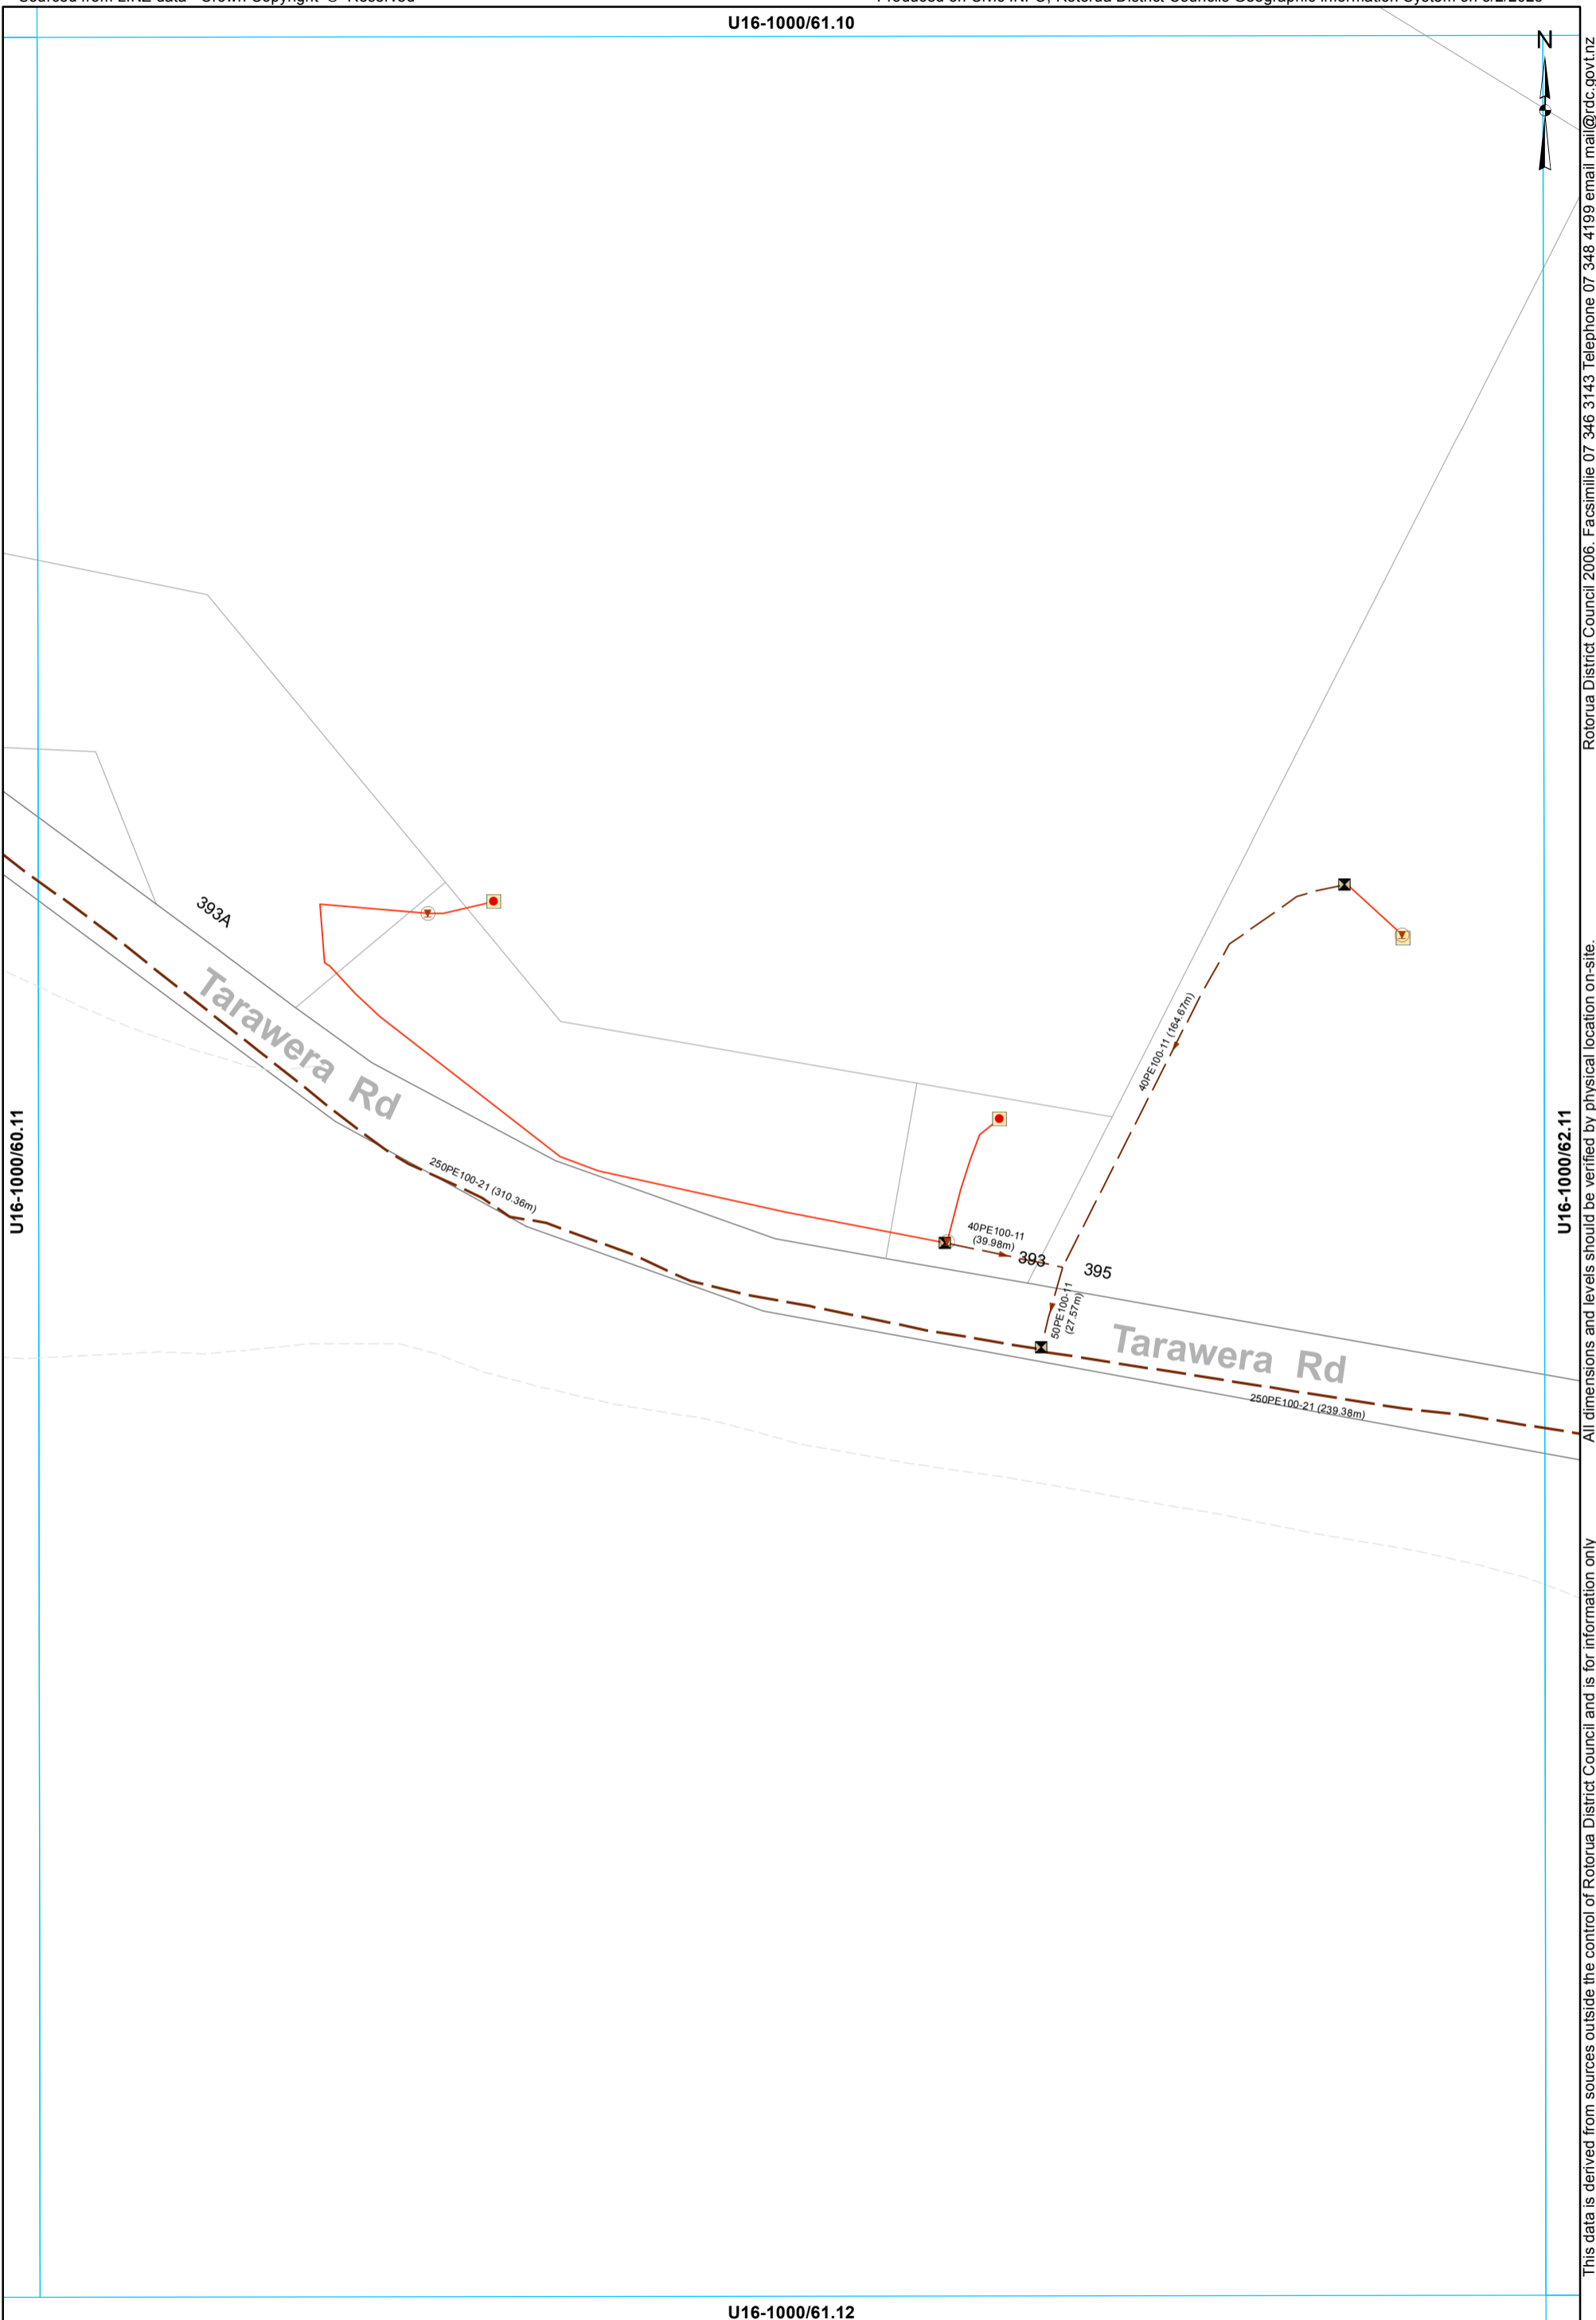 U16-1000/61.10
N
Rotorua District Council 2006. Facsimilie 07 346 3143 Telephone 07 348 4199 email mail@rdc.govt.nz
393A
Tarawera Rd
40PE100-11 (164.67m)
All dimensions and levels should be verified by physical location on-site.
U16-1000/60.11
U16-1000/62.11
250PE100-21 (310.36m)
40PE100-11
(39.98m)
393
395
50PE100-11
(27.57m)
Tarawera Rd
250PE100-21 (239.38m)
This data is derived from sources outside the control of Rotorua District Council and is for information only
U16-1000/61.12